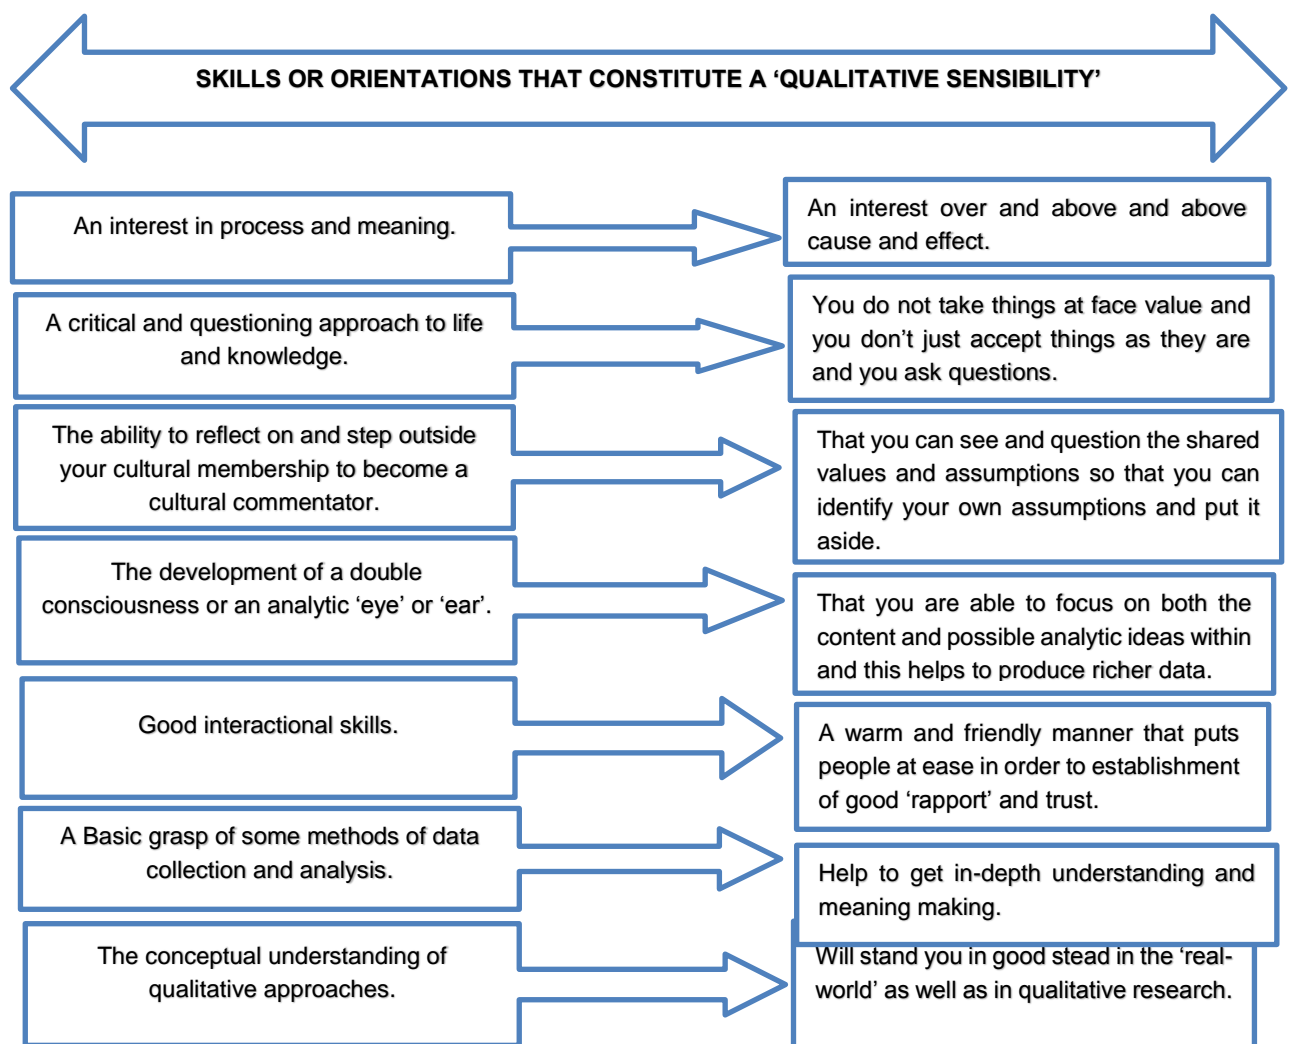 SKILLS OR ORIENTATIONS THAT CONSTITUTE A ‘QUALITATIVE SENSIBILITY’
An interest in process and meaning.
An interest over and above and above
cause and effect.
A critical and questioning approach to life
and knowledge.
You do not take things at face value and
you don’t just accept things as they are
and you ask questions.
The ability to reflect on and step outside
your cultural membership to become a
cultural commentator.
That you can see and question the shared
values and assumptions so that you can
identify your own assumptions and put it
aside.
The development of a double
consciousness or an analytic ‘eye’ or ‘ear’.
That you are able to focus on both the
content and possible analytic ideas within
and this helps to produce richer data.
Good interactional skills.
A warm and friendly manner that puts
people at ease in order to establishment
of good ‘rapport’ and trust.
A Basic grasp of some methods of data
collection and analysis.
Help to get in-depth understanding and
meaning making.
The conceptual understanding of
qualitative approaches.
Will stand you in good stead in the ‘real-
world’ as well as in qualitative research.